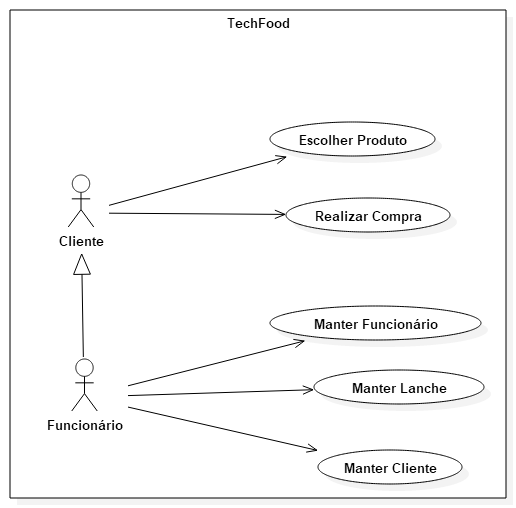 TechFood
Escolher Produto
Realizar Compra
Cliente
Manter Funcionário
Manter Lanche
Funcionário
Manter Cliente